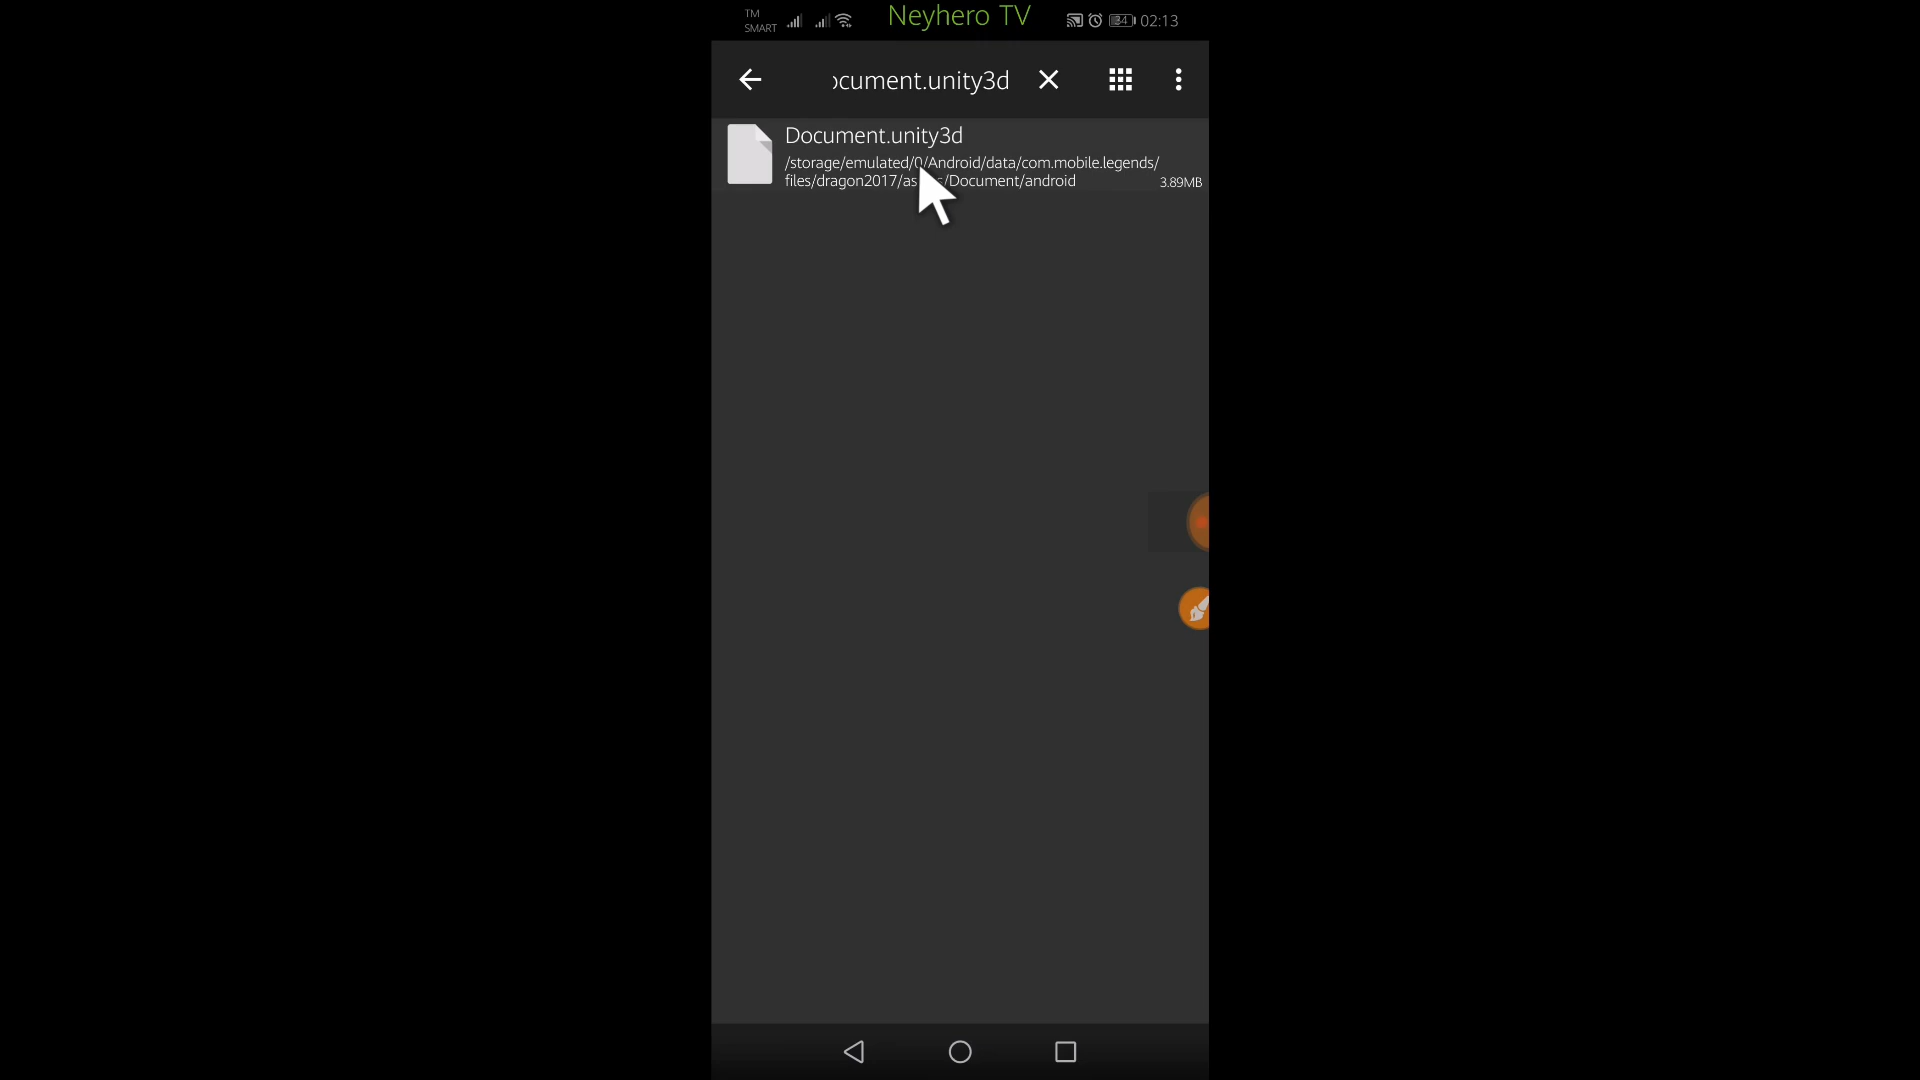 TM
SMART
Neyhero TV
34
02:13
ocument.unity3d
Document.unity3d
/storage/emulated/0/Android/data/com.mobile.legends/
files/dragon2017/as s/Document/android
3.89MB